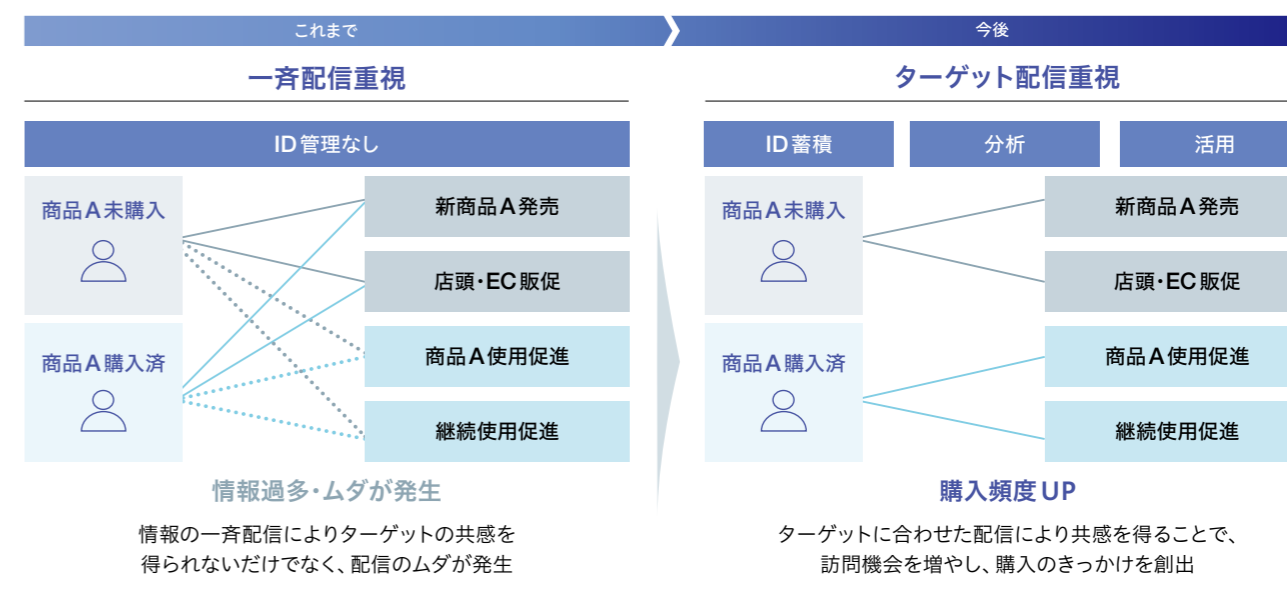 これまで
今後
一斉配信重視
ターゲット配信重視
ID管理なし
ID蓄積
分析
活用
商品A未購入
新商品A発売
店頭・EC販促
商品A購入済
商品A使用促進
継続使用促進
商品A未購入
新商品A発売
店頭・EC販促
商品A購入済
商品A使用促進
継続使用促進
情報過多・ムダが発生
情報の一斉配信によりターゲットの共感を
得られないだけでなく、配信のムダが発生
購入頻度UP
ターゲットに合わせた配信により共感を得ることで、
訪問機会を増やし、購入のきっかけを創出